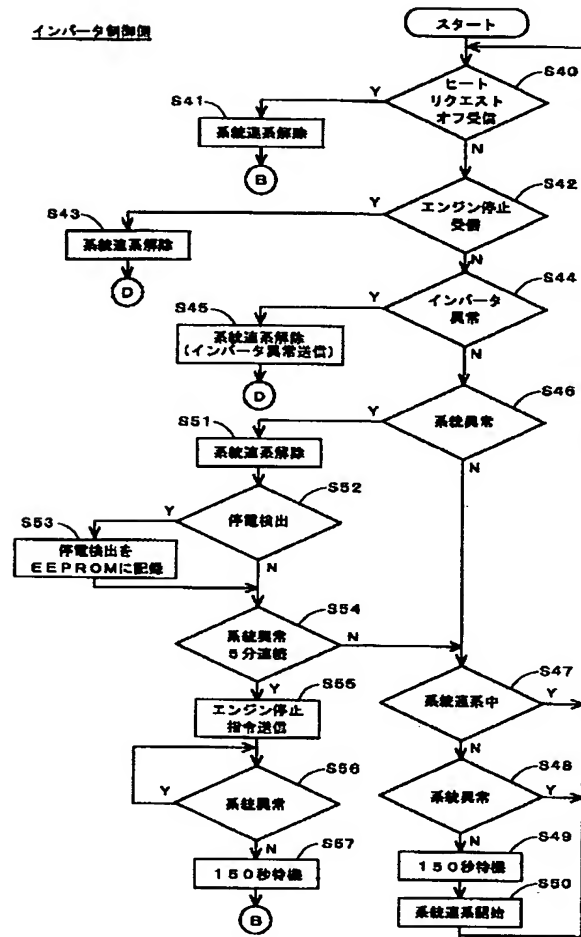 インバータ制御側
スタート
S40
ヒート
リクエスト
オフ受信
Y
N
S41
系統連系解除
B
S42
エンジン停止
受信
Y
N
S43
系統連系解除
D
S44
インバータ
異常
Y
N
S45
系統連系解除
(インバータ異常送信)
D
S46
系統異常
Y
N
S51
系統連系解除
S52
停電検出
Y
N
S53
停電検出を
EEPROMに記録
S54
系統異常
5分連続
N
Y
S47
系統連系中
Y
N
S55
エンジン停止
指令送信
S48
系統異常
Y
N
S56
系統異常
Y
N
S49
150秒待機
S57
150秒待機
S50
系統連系開始
B